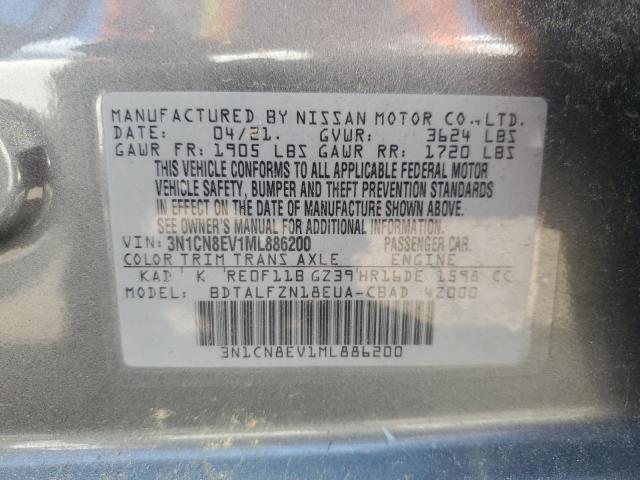 MANUFACTURED BY NISSAN MOTOR CO., LTD.
DATE: 04/21. GVWR: 3624 LBS
GAWR FR: 1905 LBS GAWR RR: 1720 LBS
THIS VEHICLE CONFORMS TO ALL APPLICABLE FEDERAL MOTOR
VEHICLE SAFETY, BUMPER AND THEFT PREVENTION STANDARDS
IN EFFECT ON THE DATE OF MANUFACTURE SHOWN ABOVE.
SEE OWNER'S MANUAL FOR ADDITIONAL INFORMATION.
VIN: 3N1CN8EV1ML886200 PASSENGER CAR.
COLOR TRIM TRANS AXLE ENGINE
KAD K RE0F11B GZ39 HR16DE 1598 CC
MODEL: BDTALFZN18EUA-CBAD 4Z000
3N1CN8EV1ML886200